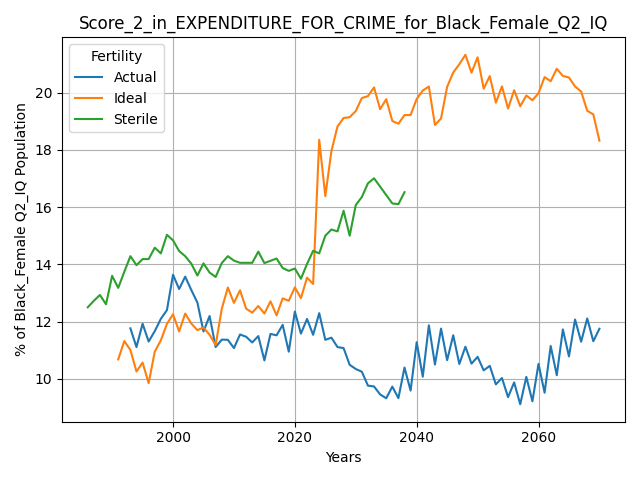 Score_2_in_EXPENDITURE_FOR_CRIME_for_Black_Female_Q2_IQ
Fertility
Actual
Ideal
Sterile
% of Black_Female Q2_IQ Population
20
18
16
14
12
10
2000
2020
2040
2060
Years